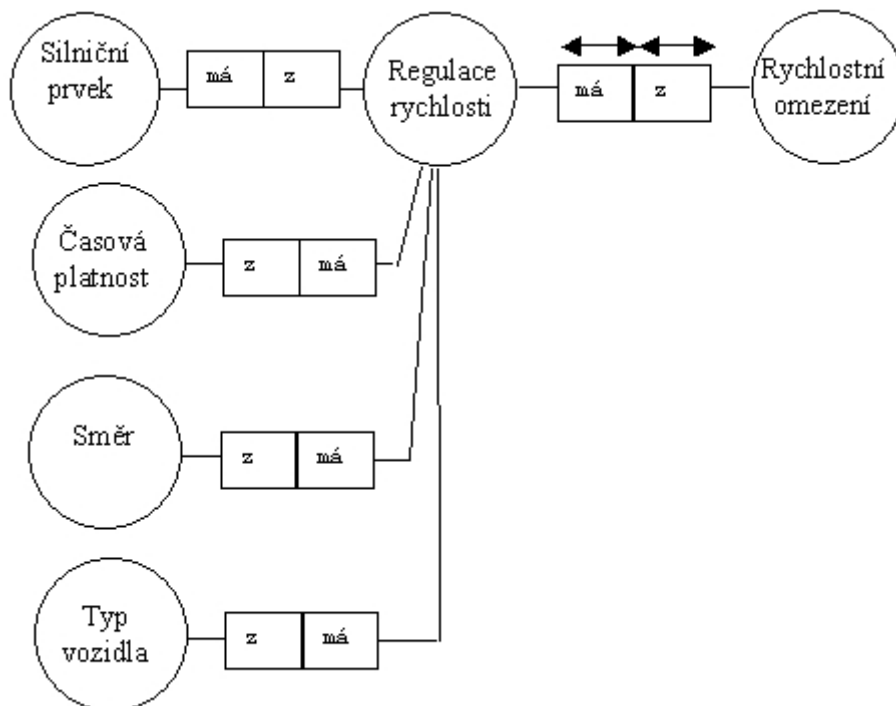 Silniční
prvek
má
z
Regulace
rychlosti
má
z
Rychlostní
omezení
Časová
platnost
z
má
Směr
z
má
Typ
vozidla
z
má